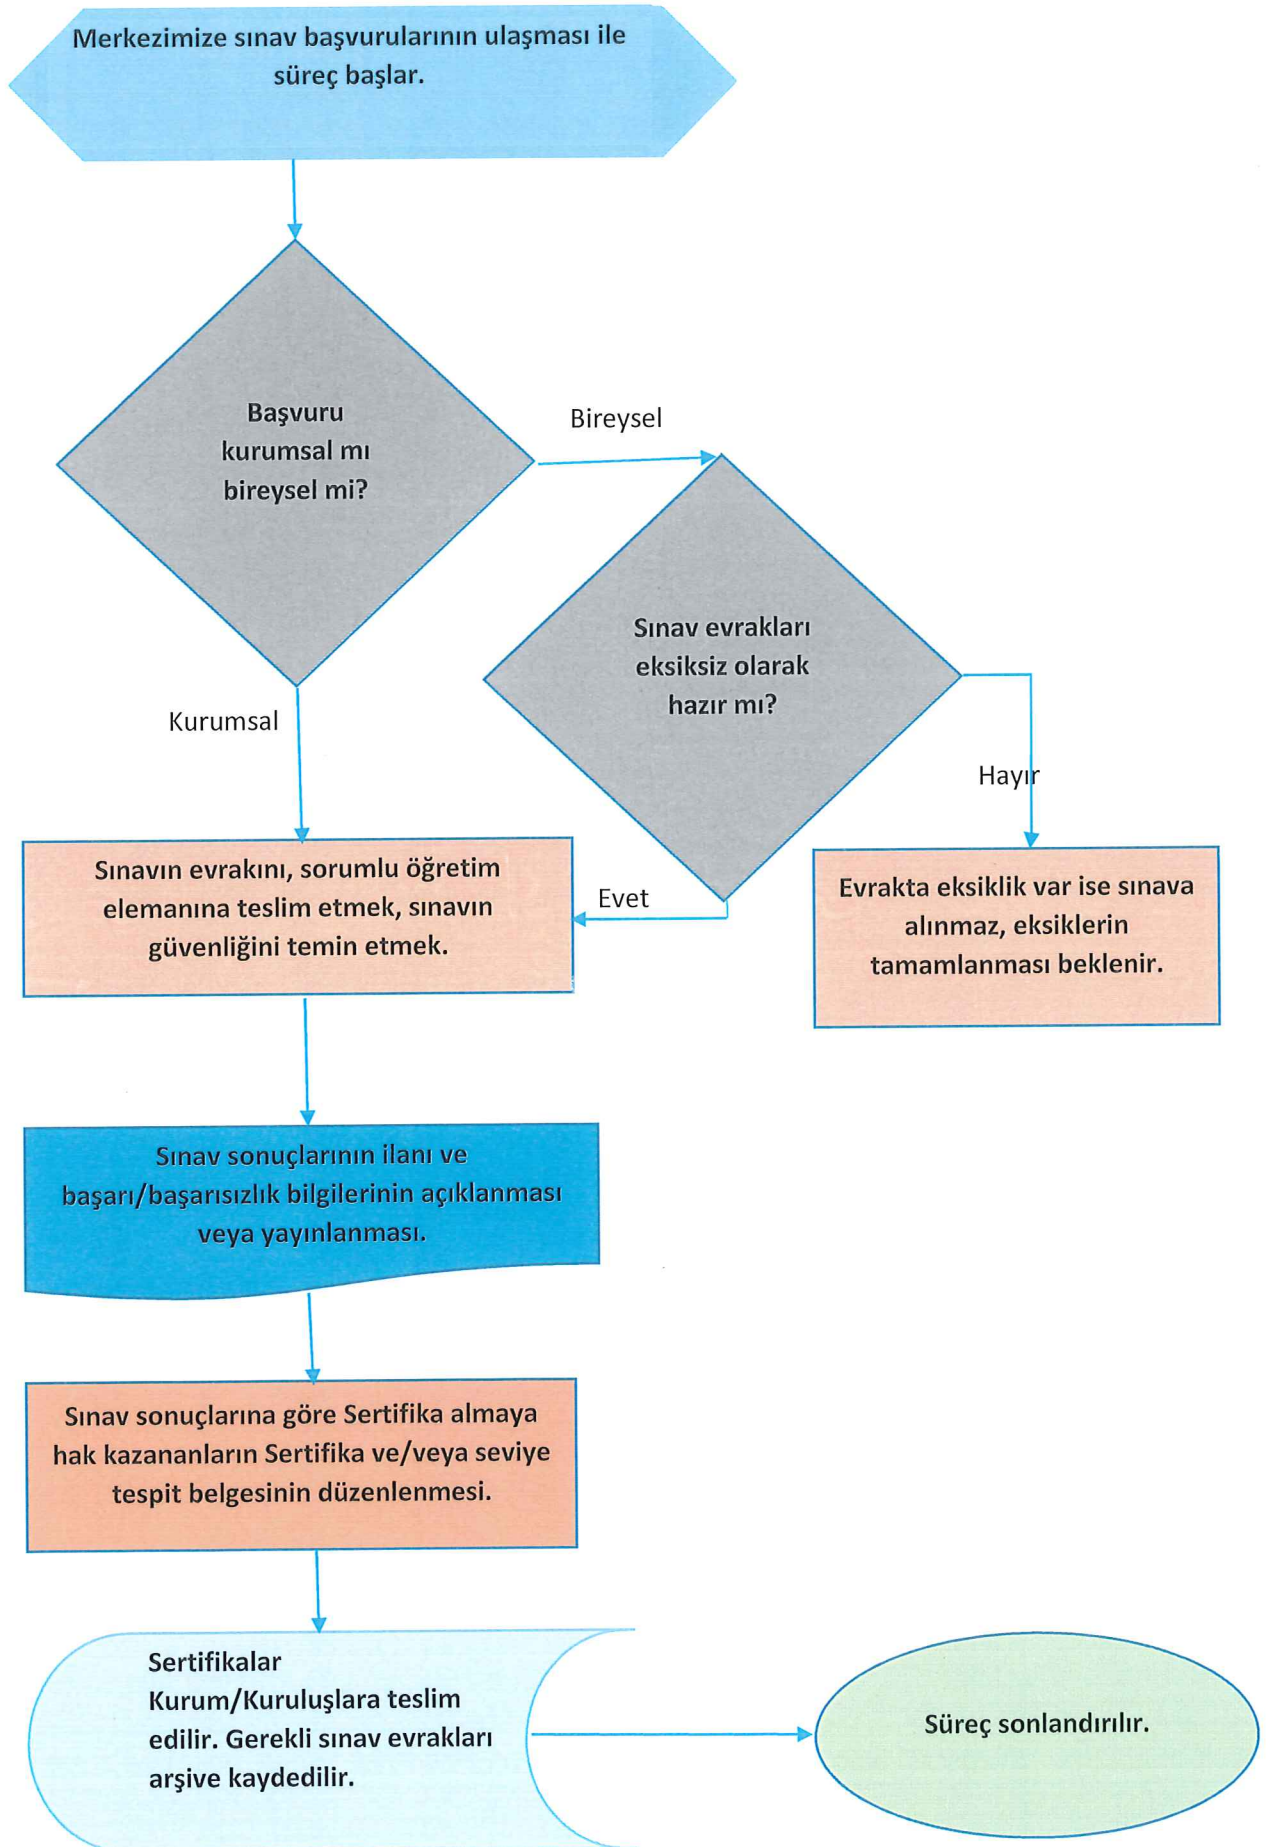 Merkezimize sınav başvurularının ulaşması ile
süreç başlar.
Başvuru
kurumsal mı
bireysel mi?
Bireysel
Sınav evrakları
eksiksiz olarak
hazır mı?
Kurumsal
Hayır
Sınavın evrakını, sorumlu öğretim
elemanına teslim etmek, sınavın
güvenliğini temin etmek.
Evet
Evrakta eksiklik var ise sınava
alınmaz, eksiklerin
tamamlanması beklenir.
Sınav sonuçlarının ilanı ve
başarı/başarısızlık bilgilerinin açıklanması
veya yayınlanması.
Sınav sonuçlarına göre Sertifika almaya
hak kazananların Sertifika ve/veya seviye
tespit belgesinin düzenlenmesi.
Sertifikalar
Kurum/Kuruluşlara teslim
edilir. Gerekli sınav evrakları
arşive kaydedilir.
Süreç sonlandırılır.